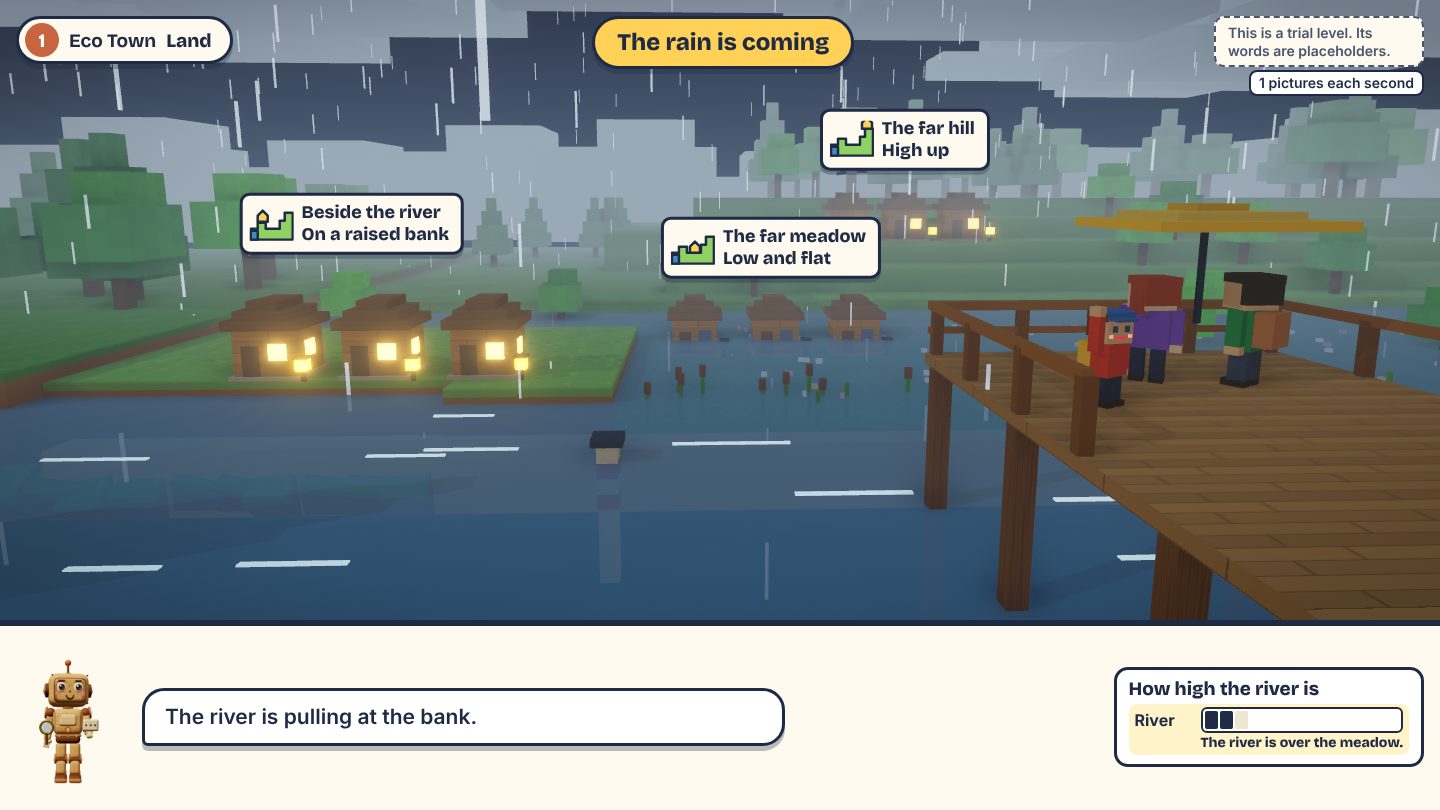 1 Eco Town Land
The rain is coming
This is a trial level. Its
words are placeholders.
1 pictures each second
The far hill
High up
Beside the river
On a raised bank
The far meadow
Low and flat
The river is pulling at the bank.
How high the river is
River
The river is over the meadow.